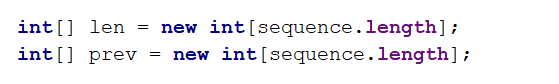 int[] len = new int[sequence.length];
int[] prev = new int[sequence.length];